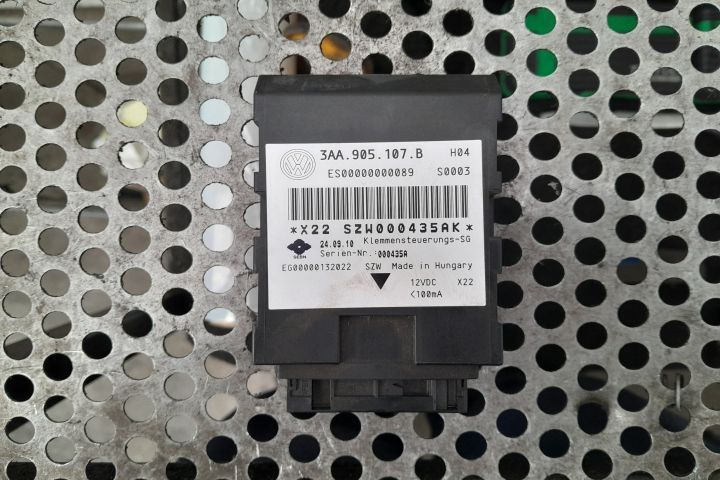 3AA.905.107.B H04
ES00000000089 S0003
*X22 SZW000435AK*
24.09.10 Klemmensteuerungs-SG
Serien-Nr.: 000435A
EG00000132022 SZW Made in Hungary
12VDC X22
<100mA